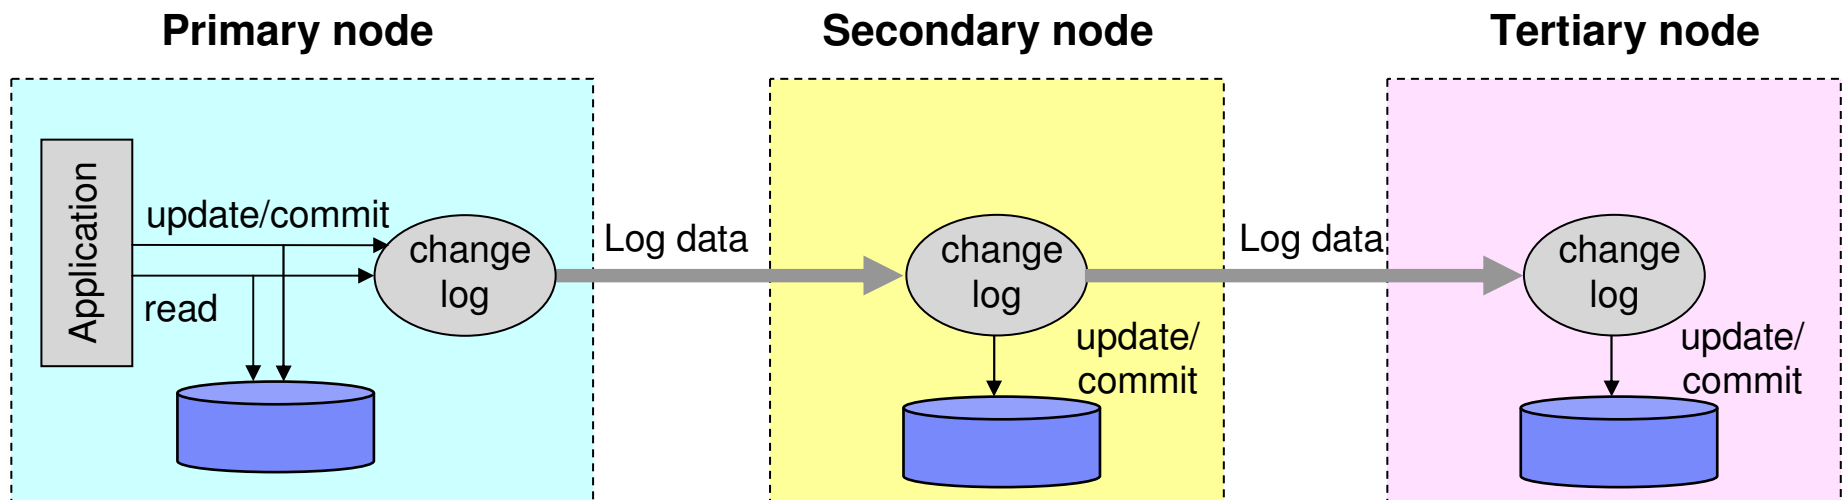 Primary node
Secondary node
Tertiary node
Application
update/commit
read
change
log
Log data
change
log
update/
commit
Log data
change
log
update/
commit